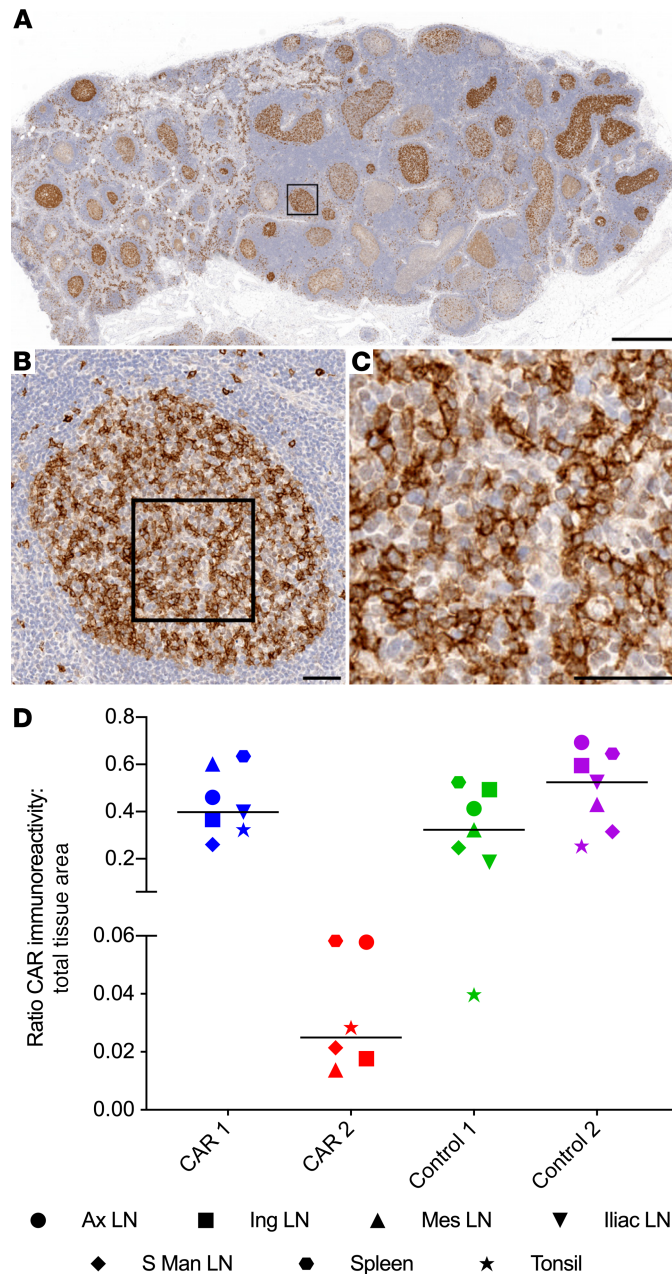 A
B
C
D
Ratio CAR immunoreactivity:
total tissue area
0.8
0.6
0.4
0.2
0.06
0.04
0.02
0.00
CAR 1
CAR 2
Control 1
Control 2
Ax LN
Ing LN
Mes LN
Iliac LN
S Man LN
Spleen
Tonsil